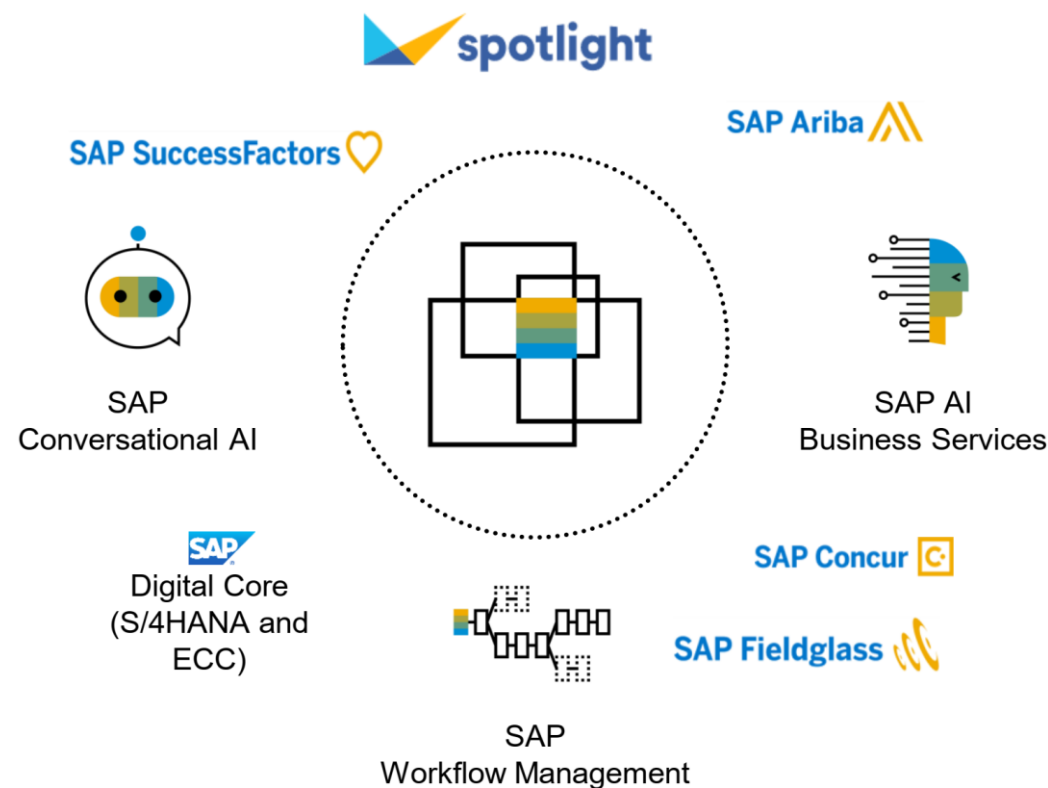 spotlight
SAP Ariba
SAP SuccessFactors
SAP
Conversational AI
SAP AI
Business Services
SAP
Digital Core
(S/4HANA and
ECC)
SAP Concur
SAP Fieldglass
SAP
Workflow Management